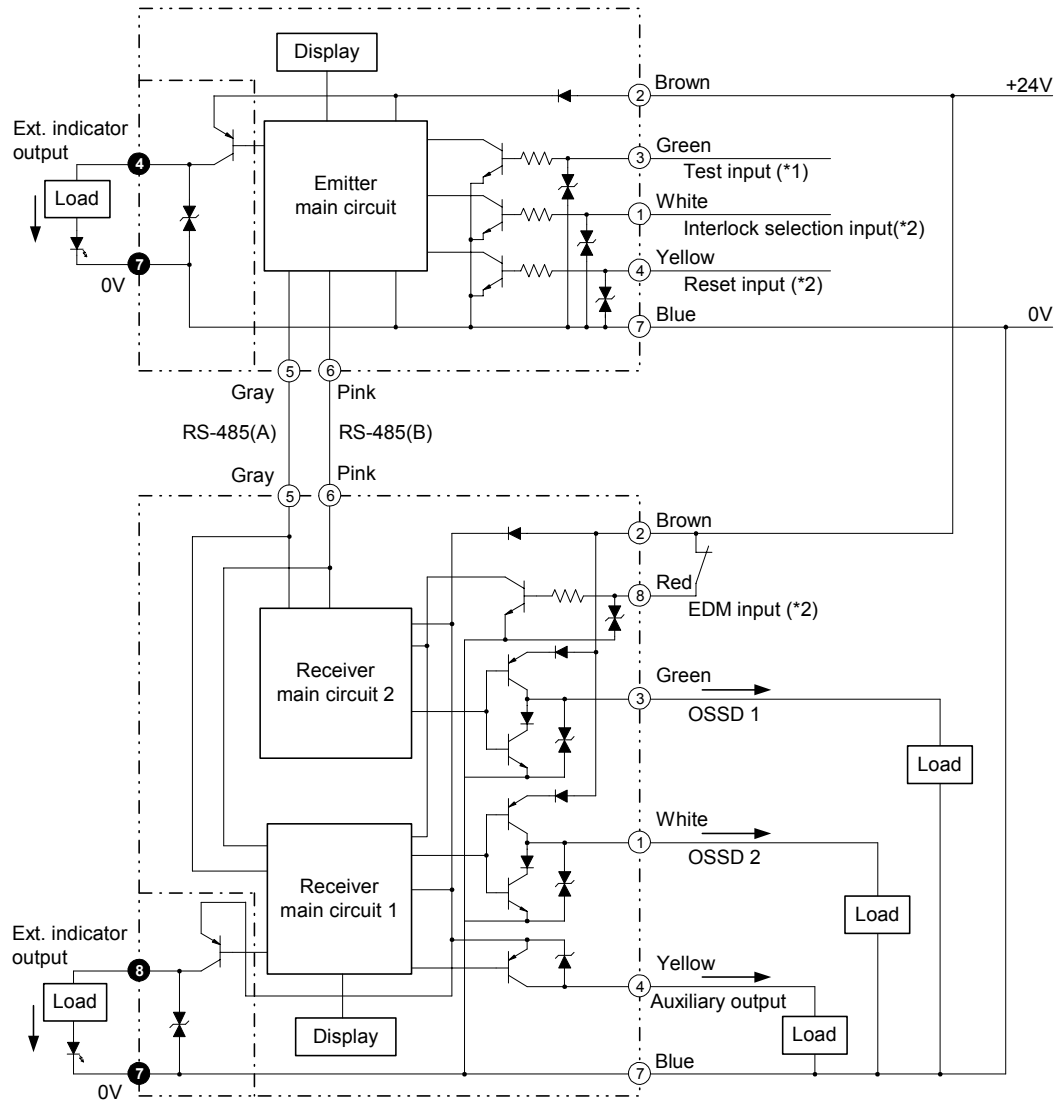 Display
Brown
2
+24V
Ext. indicator
output
4
Load
Emitter
main circuit
3
Green
Test input (*1)
White
1
Interlock selection input(*2)
Yellow
4
Reset input (*2)
7
0V
Blue
7
0V
5
6
Gray
Pink
RS-485(A)
RS-485(B)
Gray
Pink
5
6
Brown
2
Red
8
EDM input (*2)
Receiver
main circuit 2
Green
3
OSSD 1
Load
White
1
OSSD 2
Receiver
main circuit 1
Load
Ext. indicator
output
8
Load
Yellow
4
Auxiliary output
Load
Display
7
0V
Blue
7